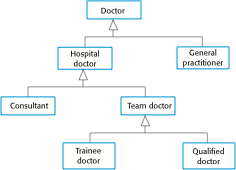 Doctor
Hospital
doctor
General
practitioner
Consultant
Team doctor
Trainee
doctor
Qualified
doctor